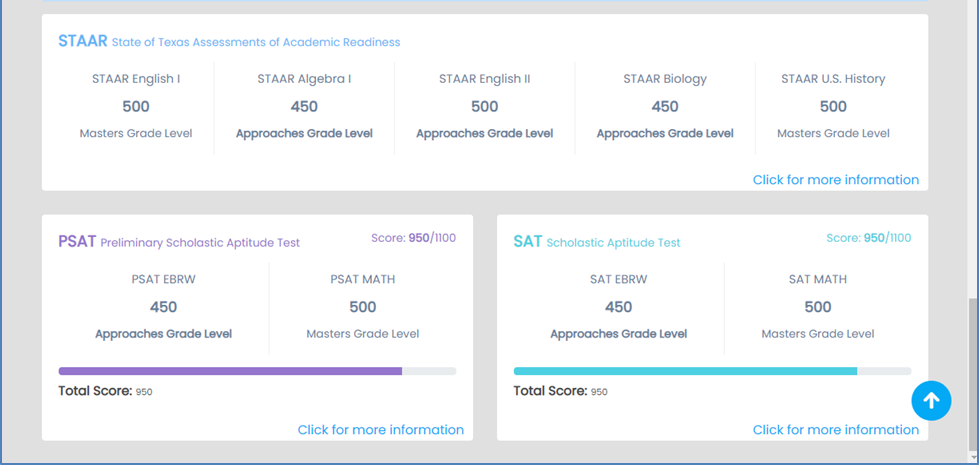 STAAR State of Texas Assessments of Academic Readiness
STAAR English I
500
Masters Grade Level
STAAR Algebra I
450
Approaches Grade Level
STAAR English II
500
Approaches Grade Level
STAAR Biology
450
Approaches Grade Level
STAAR U.S. History
500
Masters Grade Level
Click for more information
PSAT Preliminary Scholastic Aptitude Test
Score: 950/1100
PSAT EBRW
450
Approaches Grade Level
PSAT MATH
500
Masters Grade Level
Total Score: 950
Click for more information
SAT Scholastic Aptitude Test
Score: 950/1100
SAT EBRW
450
Approaches Grade Level
SAT MATH
500
Masters Grade Level
Total Score: 950
Click for more information